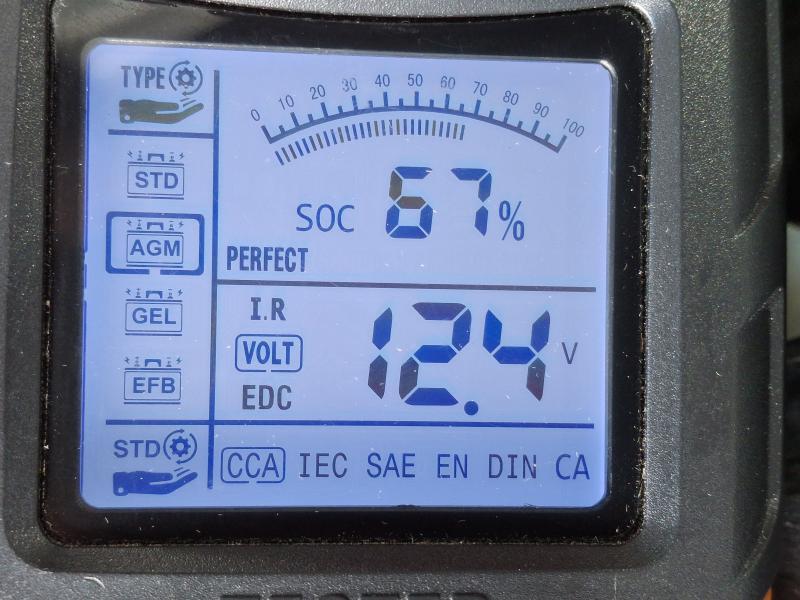 TYPE
0 10 20 30 40 50 60 70 80 90 100
STD
SOC 67%
AGM
PERFECT
GEL
I.R
VOLT
12.4 V
EFB
EDC
STD
CCA IEC SAE EN DIN CA